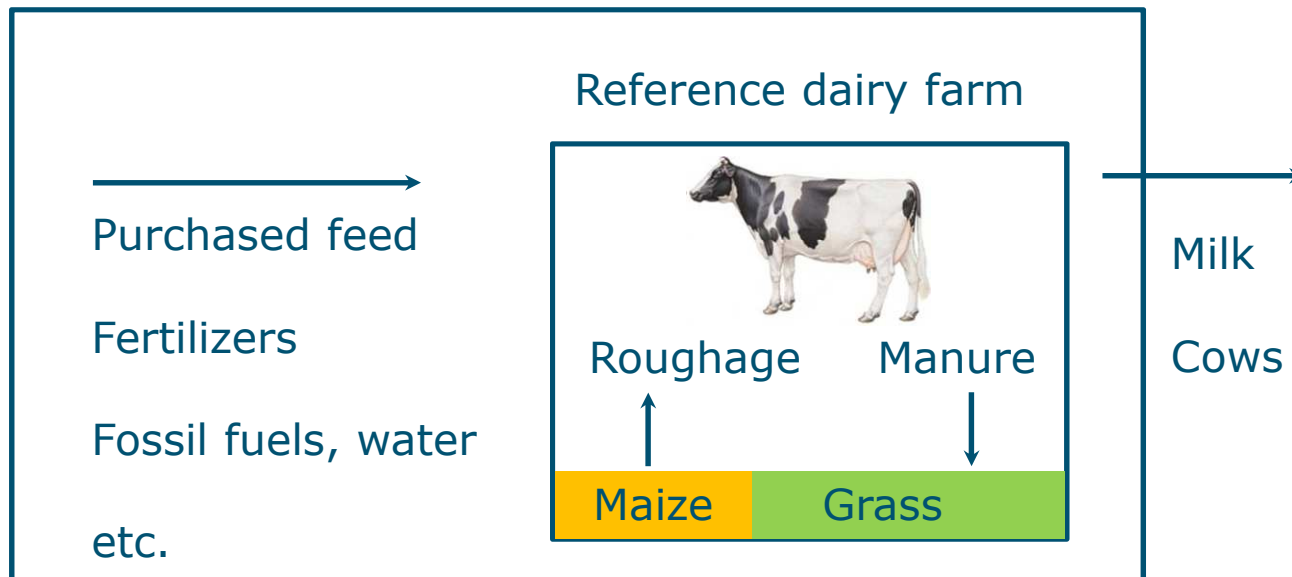 Reference dairy farm
Purchased feed
Fertilizers
Fossil fuels, water
etc.
Roughage
Manure
Maize
Grass
Milk
Cows